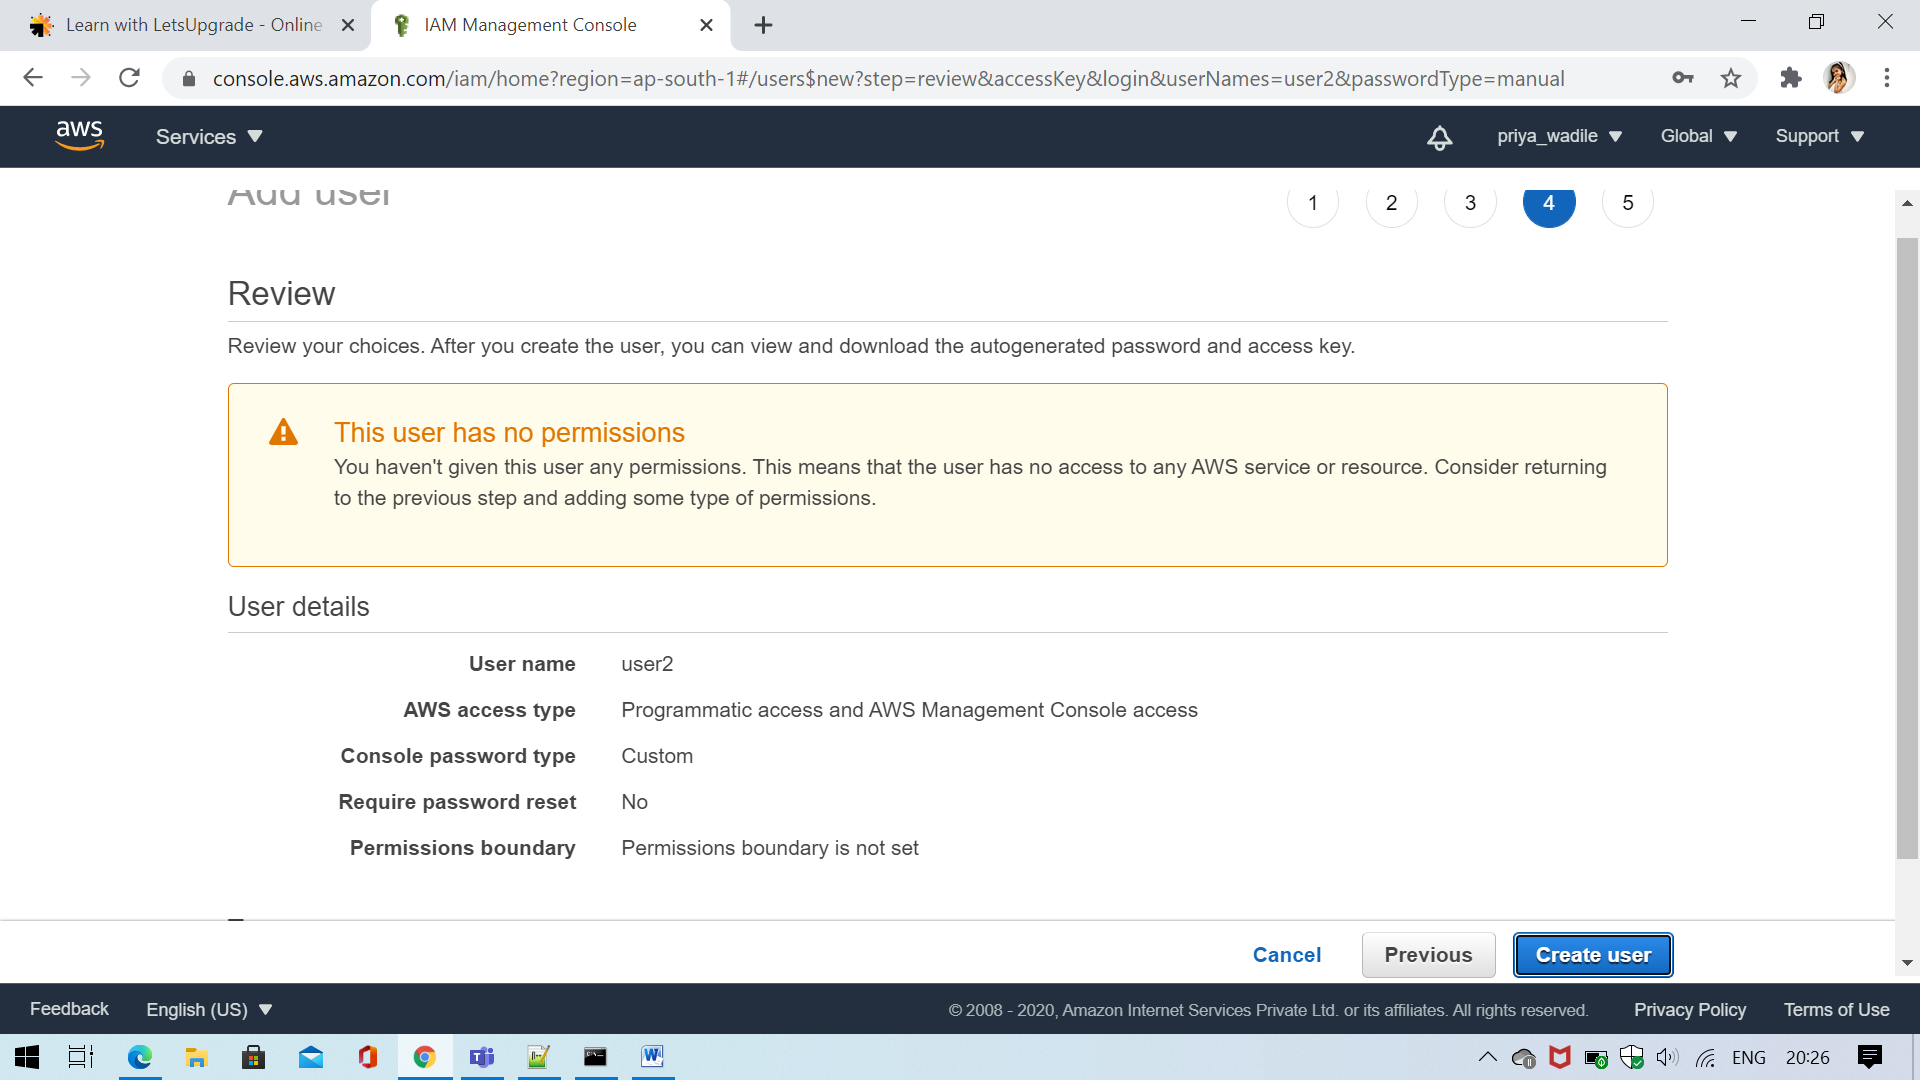 Learn with LetsUpgrade - Online
IAM Management Console
console.aws.amazon.com/iam/home?region=ap-south-1#/users$new?step=review&accessKey&login&userNames=user2&passwordType=manual
aws
Services
priya_wadile
Global
Support
Add user
1 2 3 4 5
Review
Review your choices. After you create the user, you can view and download the autogenerated password and access key.
This user has no permissions
You haven't given this user any permissions. This means that the user has no access to any AWS service or resource. Consider returning
to the previous step and adding some type of permissions.
User details
User name user2
AWS access type Programmatic access and AWS Management Console access
Console password type Custom
Require password reset No
Permissions boundary Permissions boundary is not set
Cancel Previous Create user
Feedback English (US) © 2008 - 2020, Amazon Internet Services Private Ltd. or its affiliates. All rights reserved. Privacy Policy Terms of Use
ENG 20:26